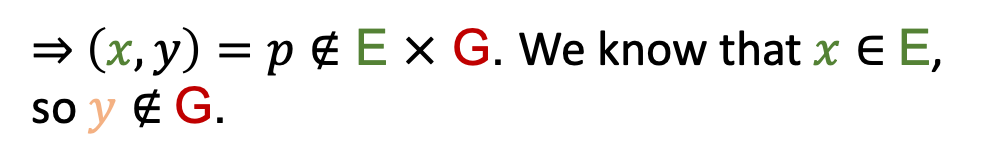 ⇒ (x, y) = p ∉ E × G. We know that x ∈ E,
so y ∉ G.